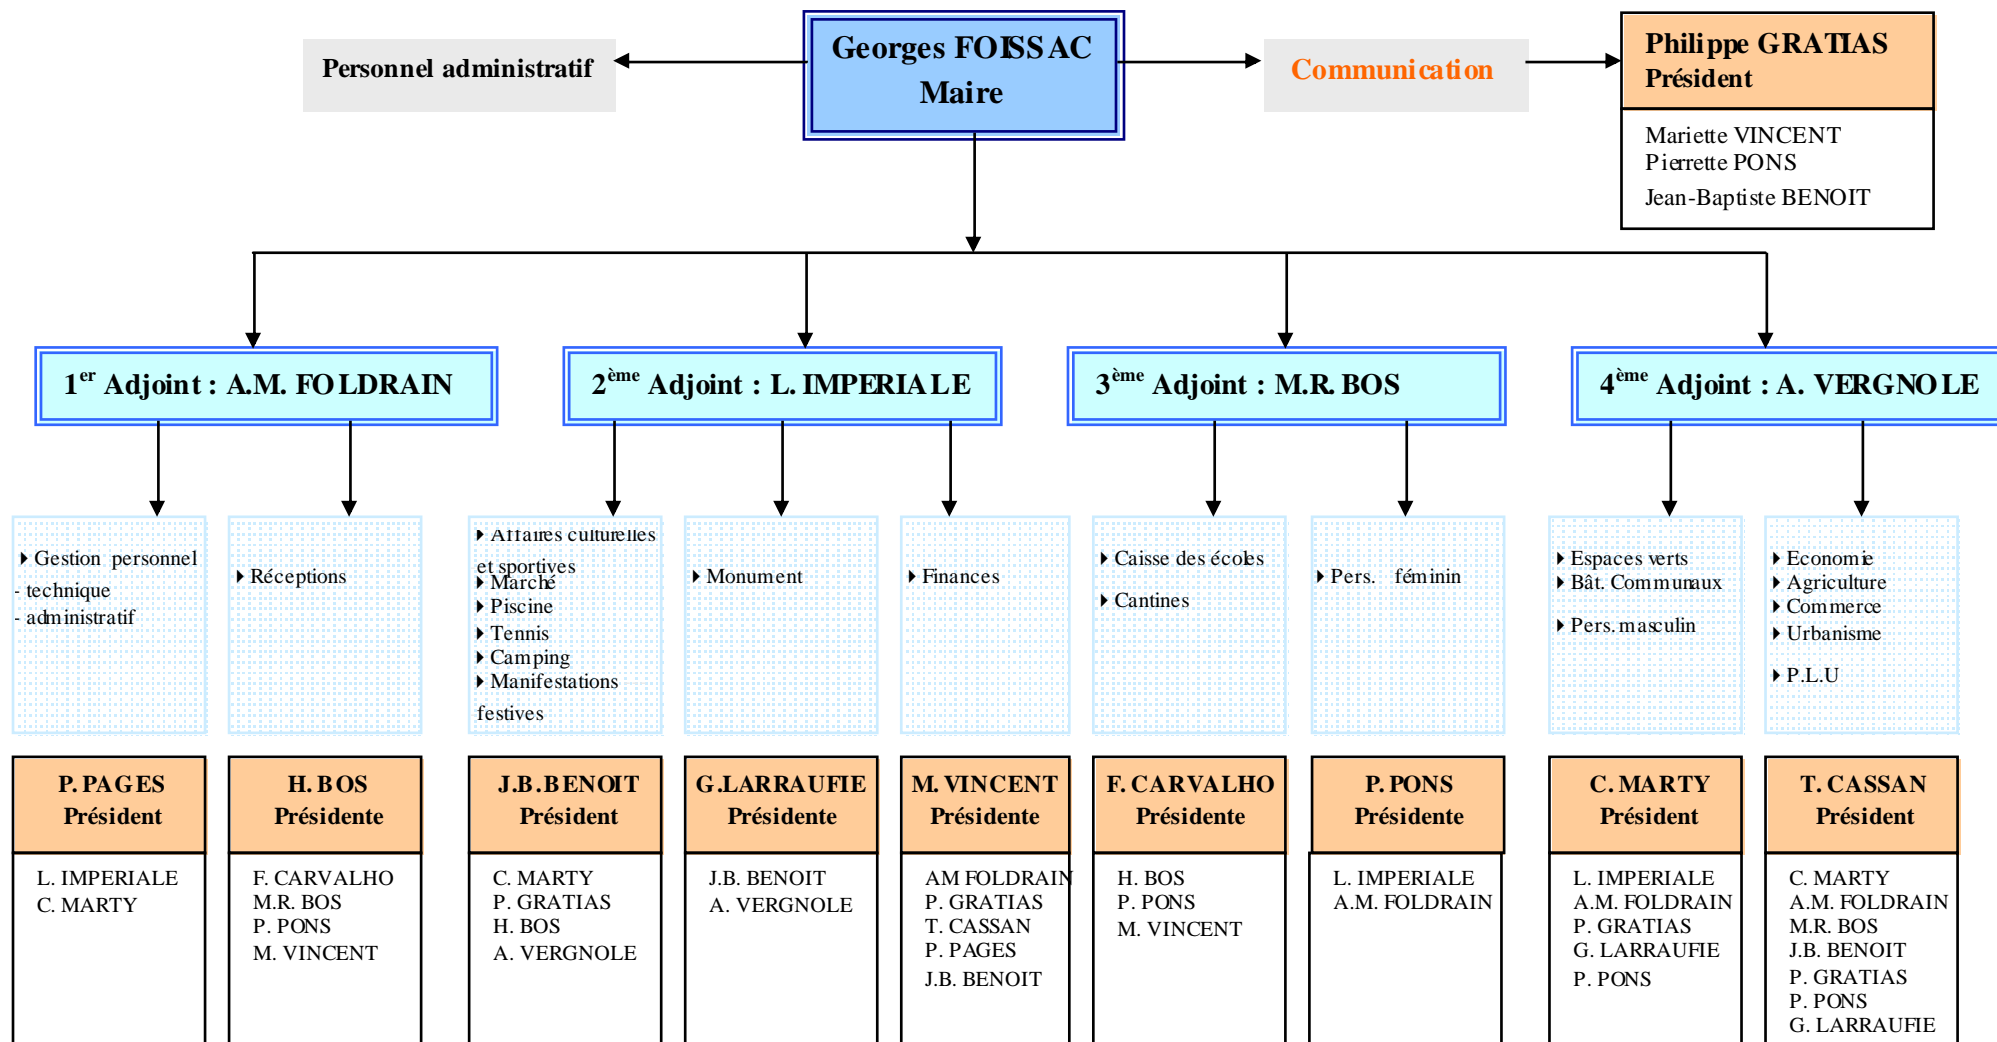 Personnel administratif
Georges FOISSAC
Maire
Communication
Philippe GRATIAS
Président
Mariette VINCENT
Pierrette PONS
Jean-Baptiste BENOIT
1er Adjoint : A.M. FOLDRAIN
2ème Adjoint : L. IMPERIALE
3ème Adjoint : M.R. BOS
4ème Adjoint : A. VERGNOLE
Gestion personnel
- technique
- administratif
Réceptions
Affaires culturelles
et sportives
Marché
Piscine
Tennis
Camping
Manifestations
festives
Monument
Finances
Caisse des écoles
Cantines
Pers. féminin
Espaces verts
Bât. Communaux
Pers. masculin
Economie
Agriculture
Commerce
Urbanisme
P.L.U
P. PAGES
Président
L. IMPERIALE
C. MARTY
H. BOS
Présidente
F. CARVALHO
M.R. BOS
P. PONS
M. VINCENT
J.B. BENOIT
Président
C. MARTY
P. GRATIAS
H. BOS
A. VERGNOLE
G.LARRAUFIE
Présidente
J.B. BENOIT
A. VERGNOLE
M. VINCENT
Présidente
AM FOLDRAIN
P. GRATIAS
T. CASSAN
P. PAGES
J.B. BENOIT
F. CARVALHO
Présidente
H. BOS
P. PONS
M. VINCENT
P. PONS
Présidente
L. IMPERIALE
A.M. FOLDRAIN
C. MARTY
Président
L. IMPERIALE
A.M. FOLDRAIN
P. GRATIAS
G. LARRAUFIE
P. PONS
T. CASSAN
Président
C. MARTY
A.M. FOLDRAIN
M.R. BOS
J.B. BENOIT
P. GRATIAS
P. PONS
G. LARRAUFIE